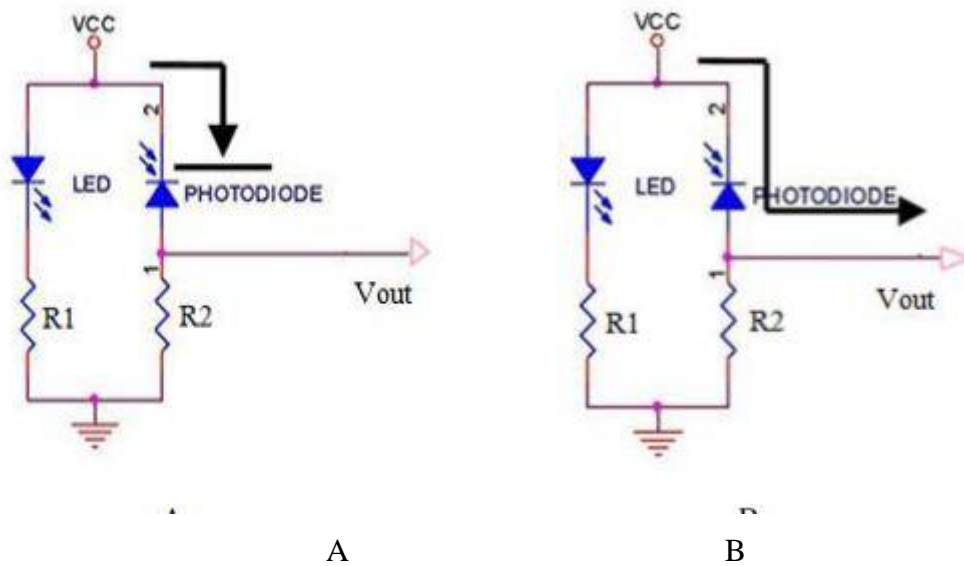 VCC
2
LED
PHOTODIODE
1
Vout
R1
R2
VCC
2
LED
PHOTODIODE
1
Vout
R1
R2
A
B